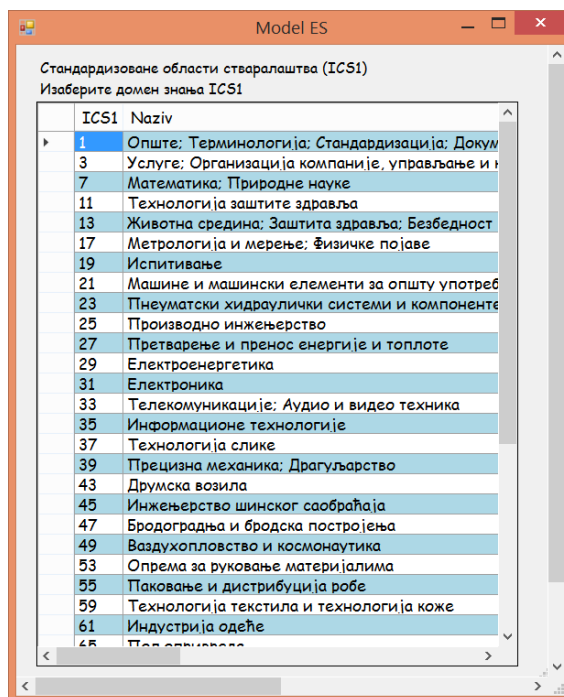 Model ES
Стандардизоване области стваралаштва (ICS1)
Изаберите домен знања ICS1
ICS1 Naziv
1 Опште; Терминологија; Стандардизација; Докум
3 Услуге; Организација компаније, управљање и
7 Математика; Природне науке
11 Технологија заштите здравља
13 Животна средина; Заштита здравља; Безбедност
17 Метрологија и мерење; Физичке појаве
19 Испитивање
21 Машине и машински елементи за општу употреб
23 Пнеуматски хидраулички системи и компоненте
25 Производно инжењерство
27 Претварење и пренос енергије и топлоте
29 Електроенергетика
31 Електроника
33 Телекомуникације; Аудио и видео техника
35 Информационе технологије
37 Технологија слике
39 Прецизна механика; Драгуљарство
43 Друмска возила
45 Инжењерство шинског саобраћаја
47 Бродоградња и бродска постројења
49 Ваздухопловство и космонаутика
53 Опрема за руковање материјалима
55 Паковање и дистрибуција робе
59 Технологија текстила и технологија коже
61 Индустрија одеће